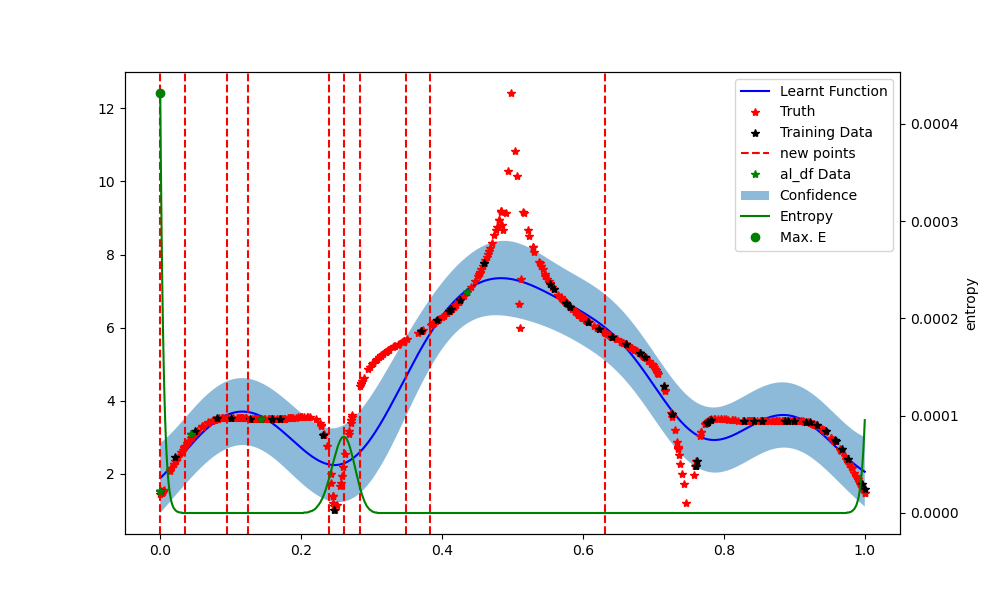 12
10
8
6
4
2
0.0
0.2
0.4
0.6
0.8
1.0
0.0004
0.0003
0.0002
0.0001
0.0000
entropy
Learnt Function
Truth
Training Data
new points
al_df Data
Confidence
Entropy
Max. E